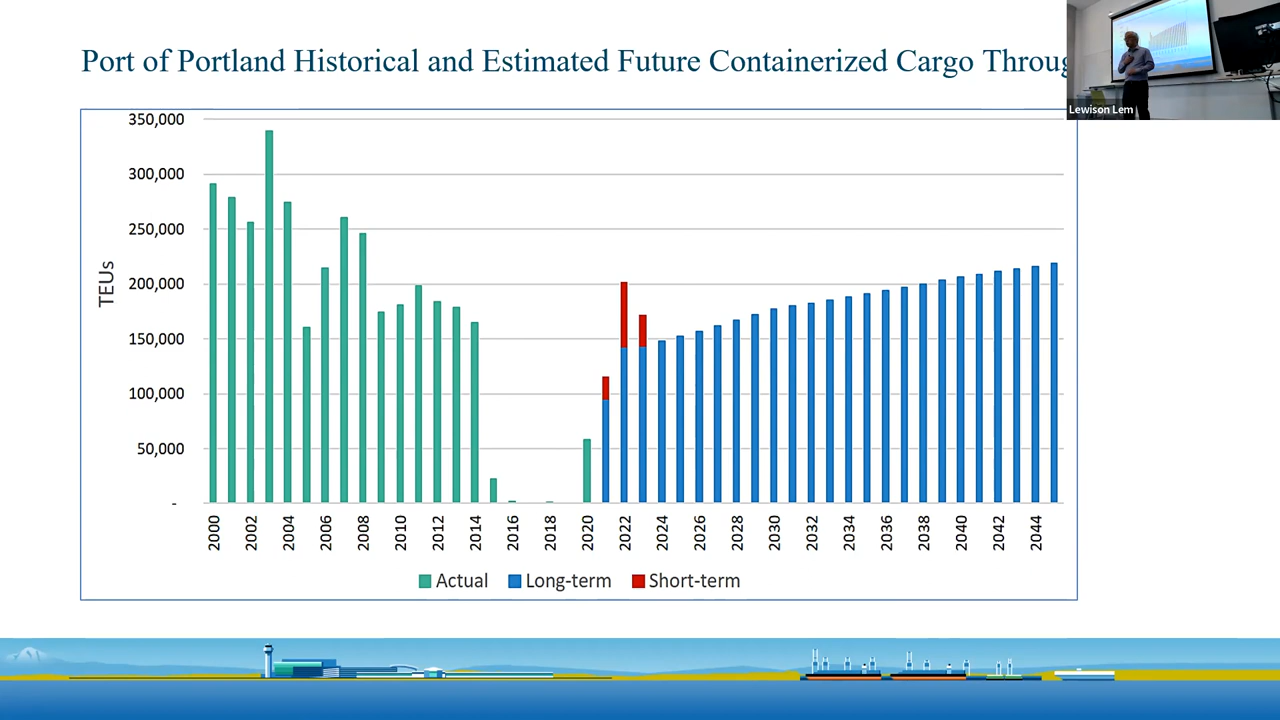 Port of Portland Historical and Estimated Future Containerized Cargo Throug
Lewison Lem
350,000
300,000
250,000
200,000
150,000
100,000
50,000
-
TEUs
2000 2002 2004 2006 2008 2010 2012 2014 2016 2018 2020 2022 2024 2026 2028 2030 2032 2034 2036 2038 2040 2042 2044
Actual Long-term Short-term